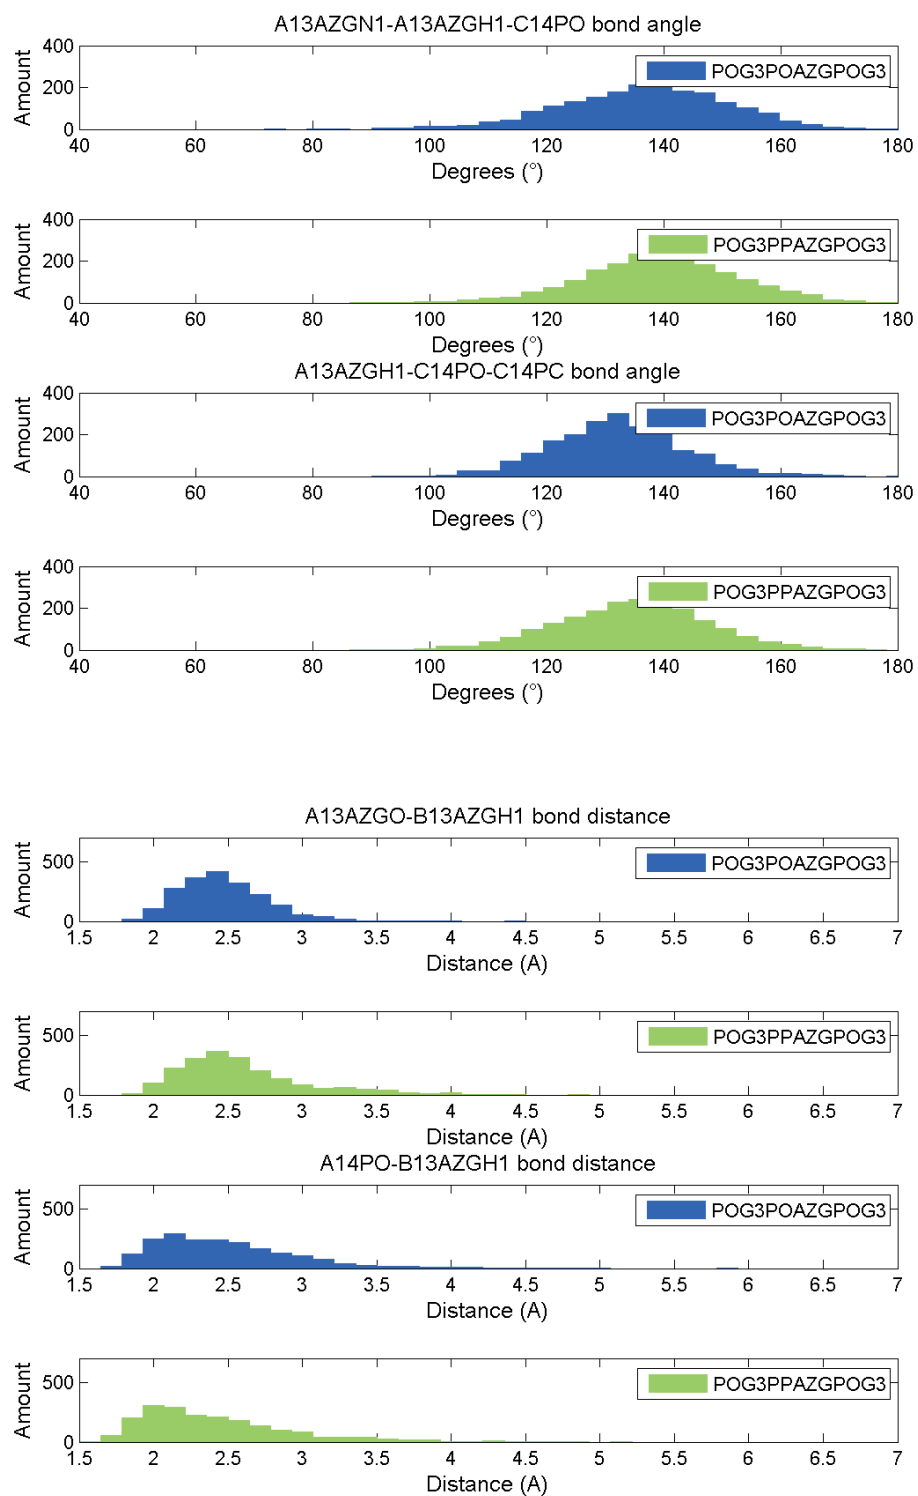 A13AZGN1-A13AZGH1-C14PO bond angle
400
200
0
Amount
POG3POAZGPOG3
40 60 80 100 120 140 160 180
Degrees (°)
400
200
0
Amount
POG3PPAZGPOG3
40 60 80 100 120 140 160 180
Degrees (°)
A13AZGH1-C14PO-C14PC bond angle
400
200
0
Amount
POG3POAZGPOG3
40 60 80 100 120 140 160 180
Degrees (°)
400
200
0
Amount
POG3PPAZGPOG3
40 60 80 100 120 140 160 180
Degrees (°)
A13AZGO-B13AZGH1 bond distance
500
0
Amount
POG3POAZGPOG3
1.5 2 2.5 3 3.5 4 4.5 5 5.5 6 6.5 7
Distance (A)
500
0
Amount
POG3PPAZGPOG3
1.5 2 2.5 3 3.5 4 4.5 5 5.5 6 6.5 7
Distance (A)
A14PO-B13AZGH1 bond distance
500
0
Amount
POG3POAZGPOG3
1.5 2 2.5 3 3.5 4 4.5 5 5.5 6 6.5 7
Distance (A)
500
0
Amount
POG3PPAZGPOG3
1.5 2 2.5 3 3.5 4 4.5 5 5.5 6 6.5 7
Distance (A)